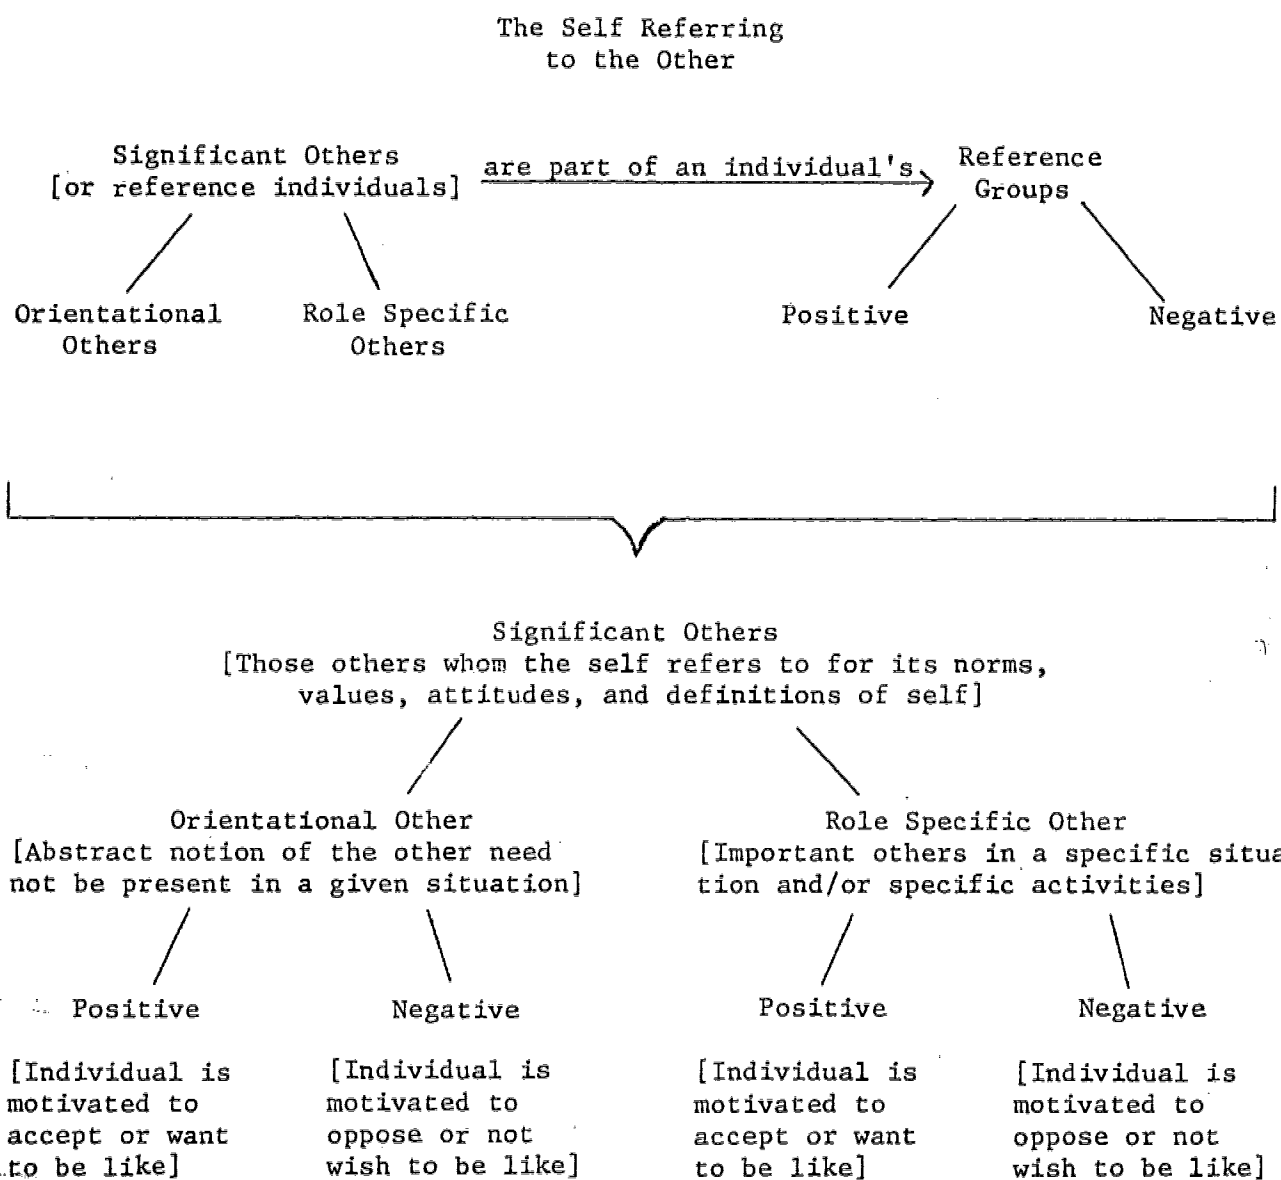 The Self Referring
to the Other
Significant Others
[or reference individuals]
are part of an individual's
Reference
Groups
Orientational
Others
Role Specific
Others
Positive
Negative
Significant Others
[Those others whom the self refers to for its norms,
values, attitudes, and definitions of self]
Orientational Other
[Abstract notion of the other need
not be present in a given situation]
Role Specific Other
[Important others in a specific situa
tion and/or specific activities]
Positive
Negative
Positive
Negative
[Individual is
motivated to
accept or want
to be like]
[Individual is
motivated to
oppose or not
wish to be like]
[Individual is
motivated to
accept or want
to be like]
[Individual is
motivated to
oppose or not
wish to be like]